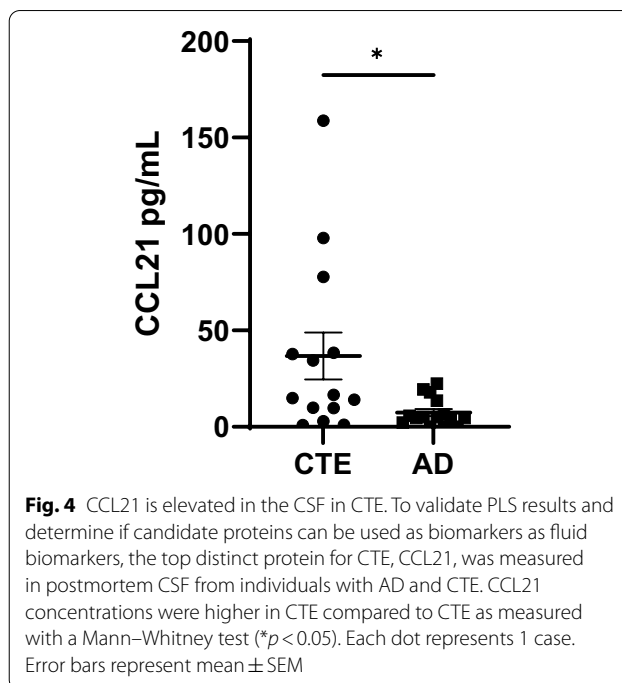 200
*
150
100
50
0
CCL21 pg/mL
CTE
AD
Fig. 4 CCL21 is elevated in the CSF in CTE. To validate PLS results and
determine if candidate proteins can be used as biomarkers as fluid
biomarkers, the top distinct protein for CTE, CCL21, was measured
in postmortem CSF from individuals with AD and CTE. CCL21
concentrations were higher in CTE compared to CTE as measured
with a Mann–Whitney test (*p < 0.05). Each dot represents 1 case.
Error bars represent mean ± SEM